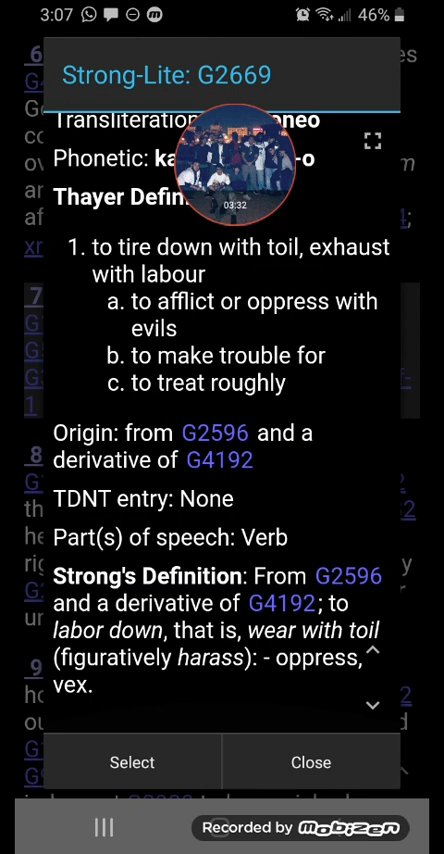 3:07 46%
Strong-Lite: G2669
Transliteration oneo
Phonetic: ka -o
Thayer Defin
03:32
1. to tire down with toil, exhaust
with labour
a. to afflict or oppress with
evils
b. to make trouble for
c. to treat roughly
Origin: from G2596 and a
derivative of G4192
TDNT entry: None
Part(s) of speech: Verb
Strong's Definition: From G2596
and a derivative of G4192; to
labor down, that is, wear with toil
(figuratively harass): - oppress,
vex.
Select Close
Recorded by Mobizen